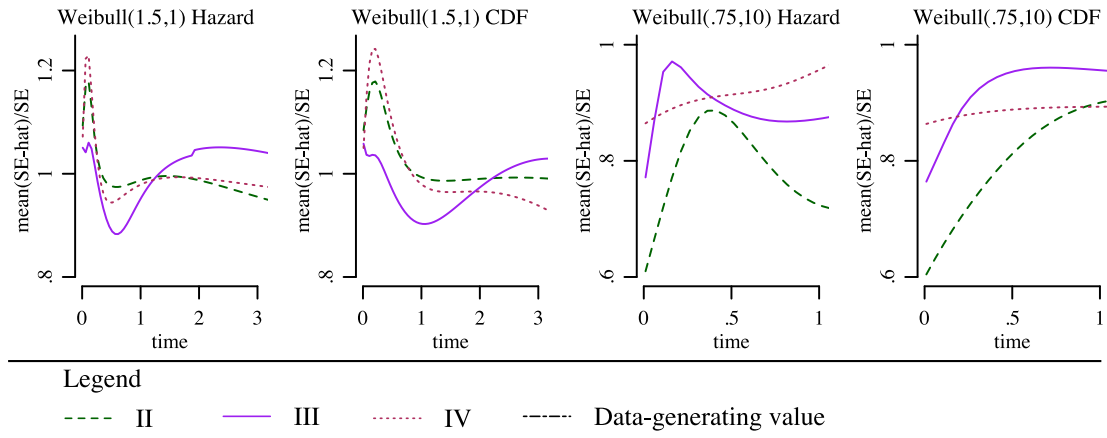 Weibull(1.5,1) Hazard
Weibull(1.5,1) CDF
Weibull(.75,10) Hazard
Weibull(.75,10) CDF
mean(SE-hat)/SE
1.2
1
.8
0 1 2 3
time
mean(SE-hat)/SE
1.2
1
.8
0 1 2 3
time
mean(SE-hat)/SE
1
.8
.6
0 .5 1
time
mean(SE-hat)/SE
1
.8
.6
0 .5 1
time
Legend
II III IV Data-generating value